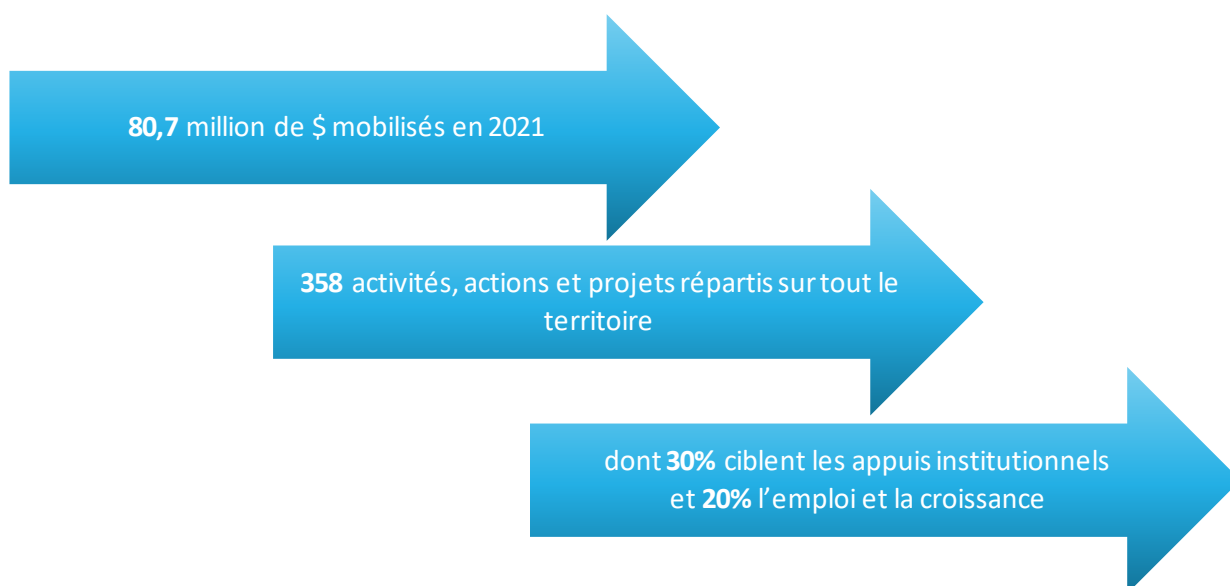 80,7 million de $ mobilisés en 2021
358 activités, actions et projets répartis sur tout le
territoire
dont 30% ciblent les appuis institutionnels
et 20% l’emploi et la croissance